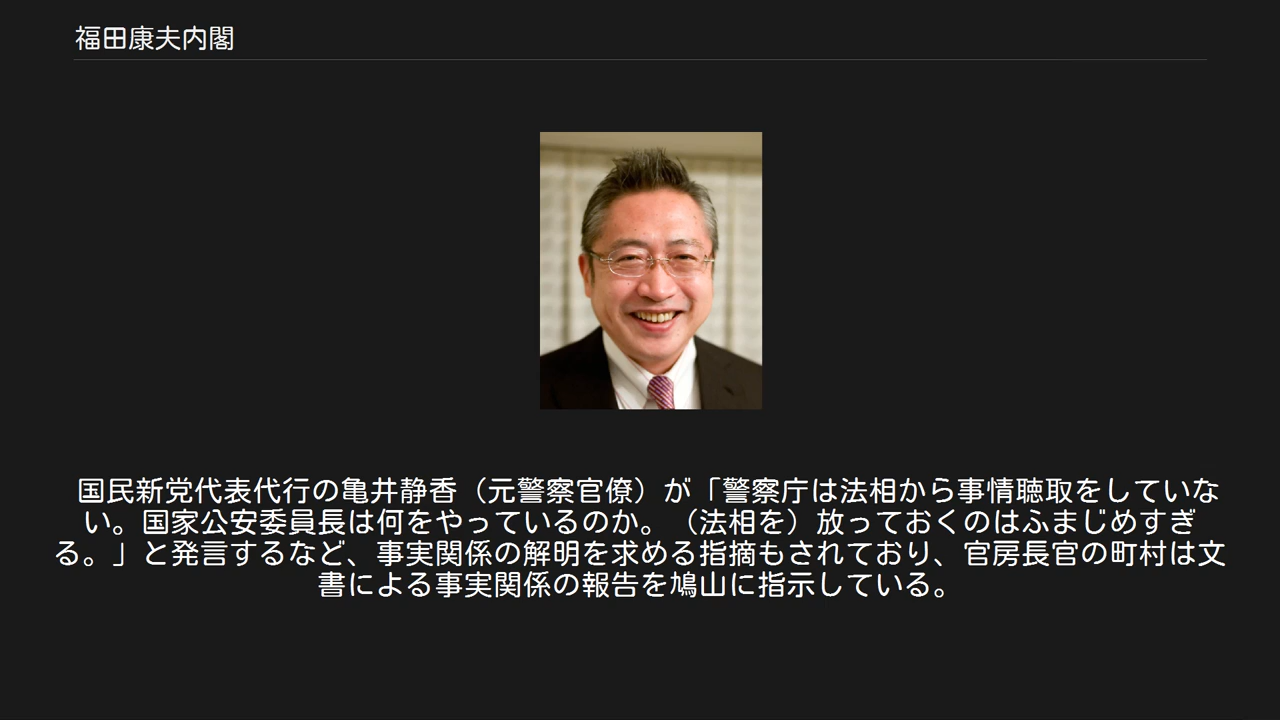 福田康夫内閣
国民新党代表代行の亀井静香（元警察官僚）が「警察庁は法相から事情聴取をしていな
い。国家公安委員長は何をやっているのか。（法相を）放っておくのはふまじめすぎ
る。」と発言するなど、事実関係の解明を求める指摘もされており、官房長官の町村は文
書による事実関係の報告を鳩山に指示している。